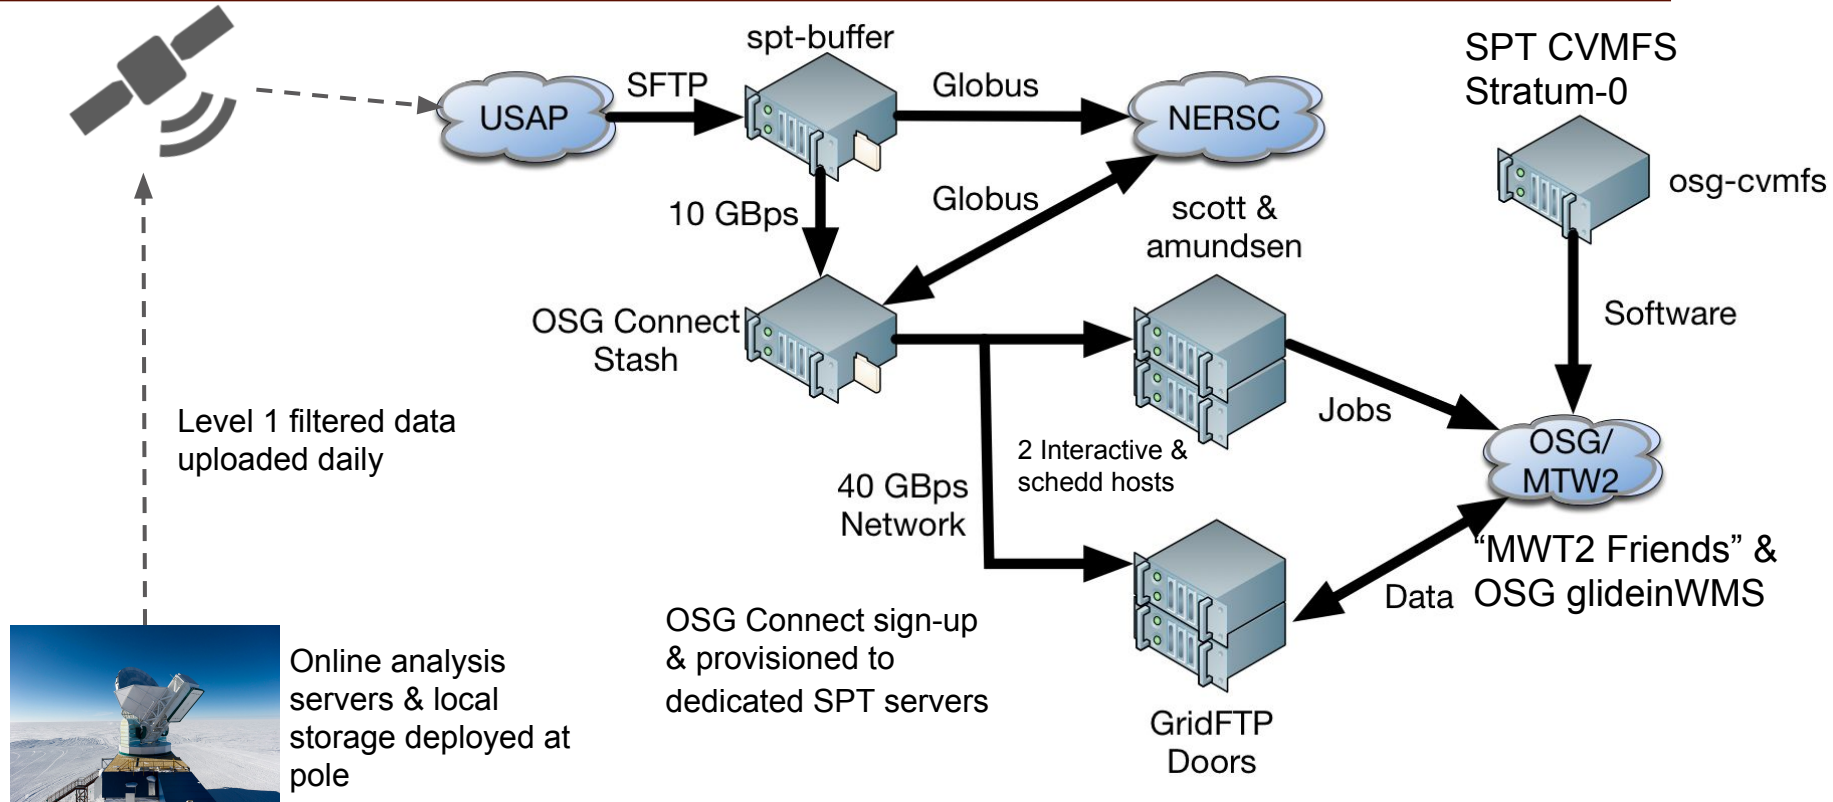 spt-buffer
SPT CVMFS
Stratum-0
SFTP
Globus
USAP
NERSC
osg-cvmfs
10 GBps
Globus
scott &
amundsen
OSG Connect
Stash
Software
Level 1 filtered data
uploaded daily
Jobs
2 Interactive &
schedd hosts
OSG/
MTW2
40 GBps
Network
“MWT2 Friends” &
OSG glideinWMS
Data
OSG Connect sign-up
& provisioned to
dedicated SPT servers
Online analysis
servers & local
storage deployed at
pole
GridFTP
Doors